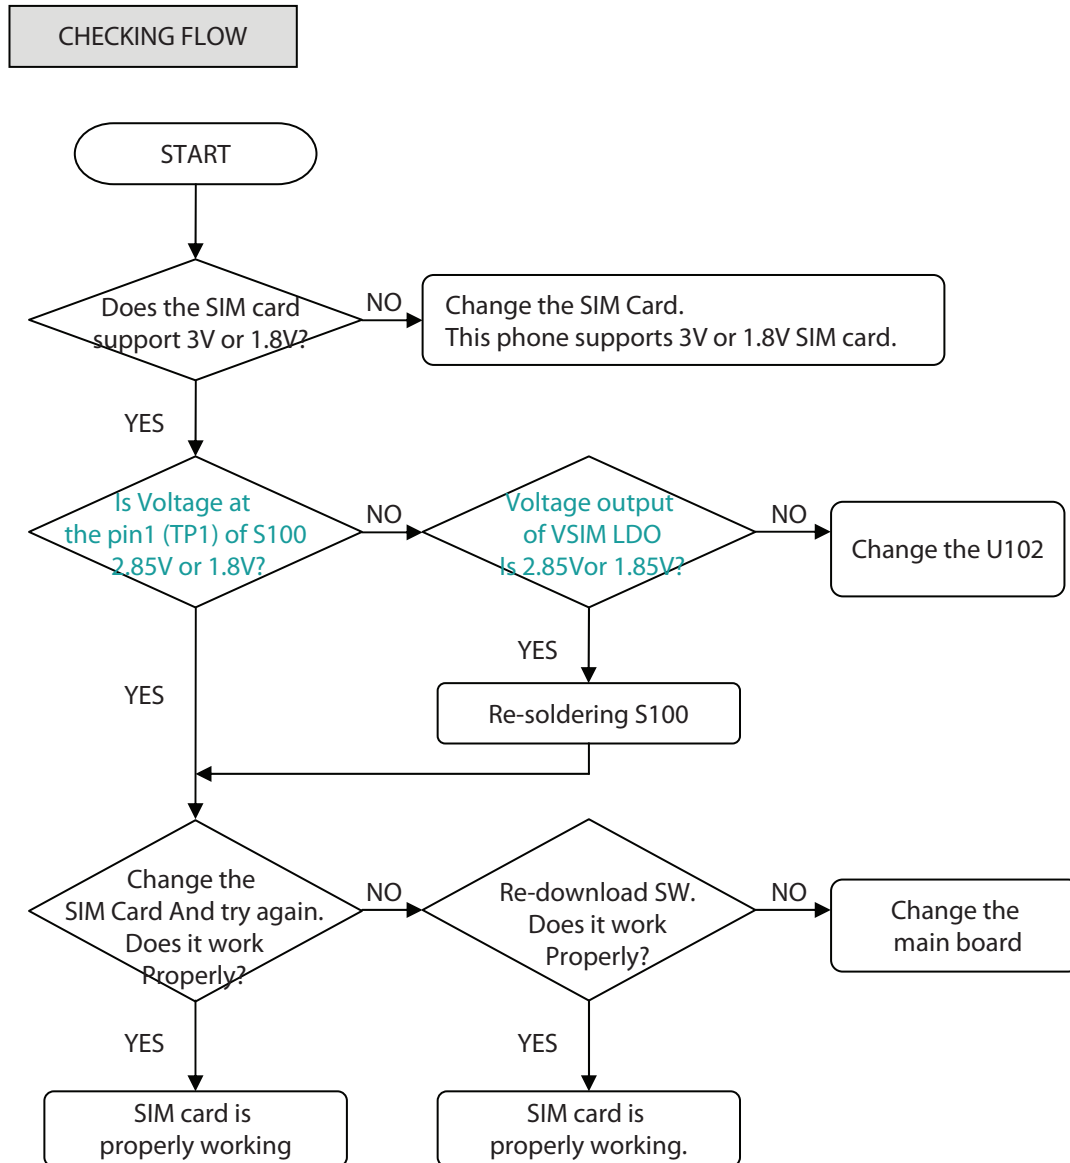 CHECKING FLOW
START
Does the SIM card
support 3V or 1.8V?
NO
Change the SIM Card.
This phone supports 3V or 1.8V SIM card.
YES
Is Voltage at
the pin1 (TP1) of S100
2.85V or 1.8V?
NO
Voltage output
of VSIM LDO
Is 2.85Vor 1.85V?
NO
Change the U102
YES
YES
Re-soldering S100
Change the
SIM Card And try again.
Does it work
Properly?
NO
Re-download SW.
Does it work
Properly?
NO
Change the
main board
YES
YES
SIM card is
properly working
SIM card is
properly working.